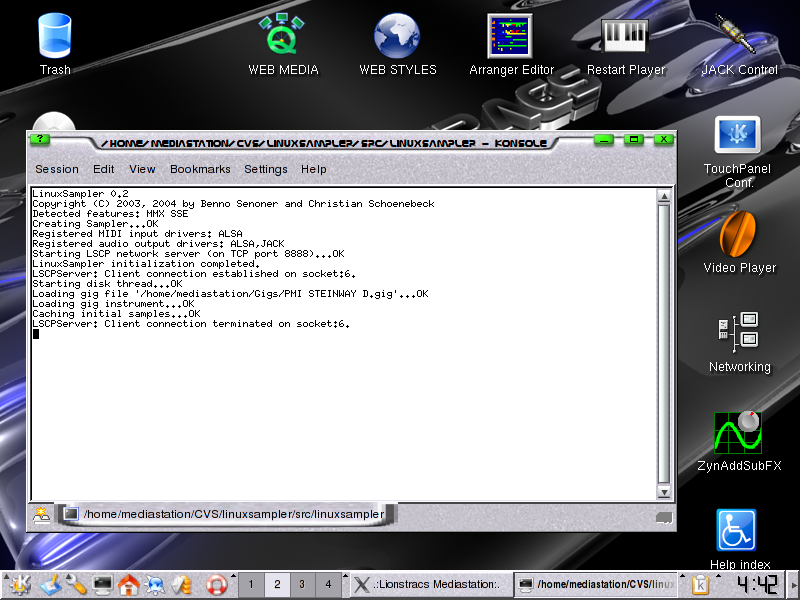 Trash
WEB MEDIA
WEB STYLES
Arranger Editor
Restart Player
JACK Control
?
/HOME/MEDIASTATION/CVS/LINUXSAMPLER/SRC/LINUXSAMPLER - KONSOLE
X
Session Edit View Bookmarks Settings Help
LinuxSampler 0.2
Copyright (C) 2003, 2004 by Benno Senoner and Christian Schoenebeck
Detected features: MMX SSE
Creating Sampler...OK
Registered MIDI input drivers: ALSA
Registered audio output drivers: ALSA,JACK
Starting LSCP network server (on TCP port 8888)...OK
LinuxSampler initialization completed.
LSCPServer: Client connection established on socket:6.
Starting disk thread...OK
Loading gig file '/home/mediastation/Gigs/PMI STEINWAY D.gig'...OK
Loading gig instrument...OK
Caching initial samples...OK
LSCPServer: Client connection terminated on socket:6.
/home/mediastation/CVS/linuxsampler/src/linuxsampler
TouchPanel
Conf.
Video Player
Networking
ZynAddSubFX
Help index
1 2 3 4
.:Lionstracs Mediastation:.
/home/mediastation/CVS/linux
4:42